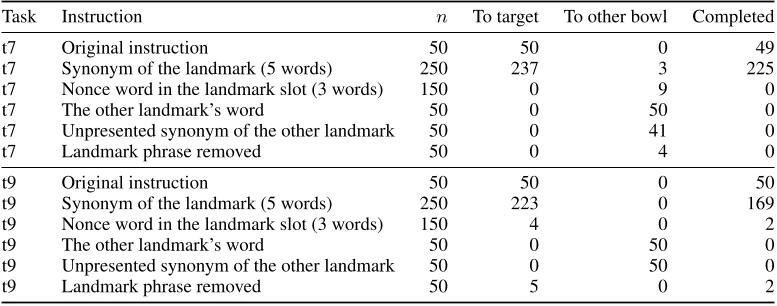 Task Instruction n To target To other bowl Completed
t7 Original instruction 50 50 0 49
t7 Synonym of the landmark (5 words) 250 237 3 225
t7 Nonce word in the landmark slot (3 words) 150 0 9 0
t7 The other landmark's word 50 0 50 0
t7 Unpresented synonym of the other landmark 50 0 41 0
t7 Landmark phrase removed 50 0 4 0
t9 Original instruction 50 50 0 50
t9 Synonym of the landmark (5 words) 250 223 0 169
t9 Nonce word in the landmark slot (3 words) 150 4 0 2
t9 The other landmark's word 50 0 50 0
t9 Unpresented synonym of the other landmark 50 0 50 0
t9 Landmark phrase removed 50 5 0 2